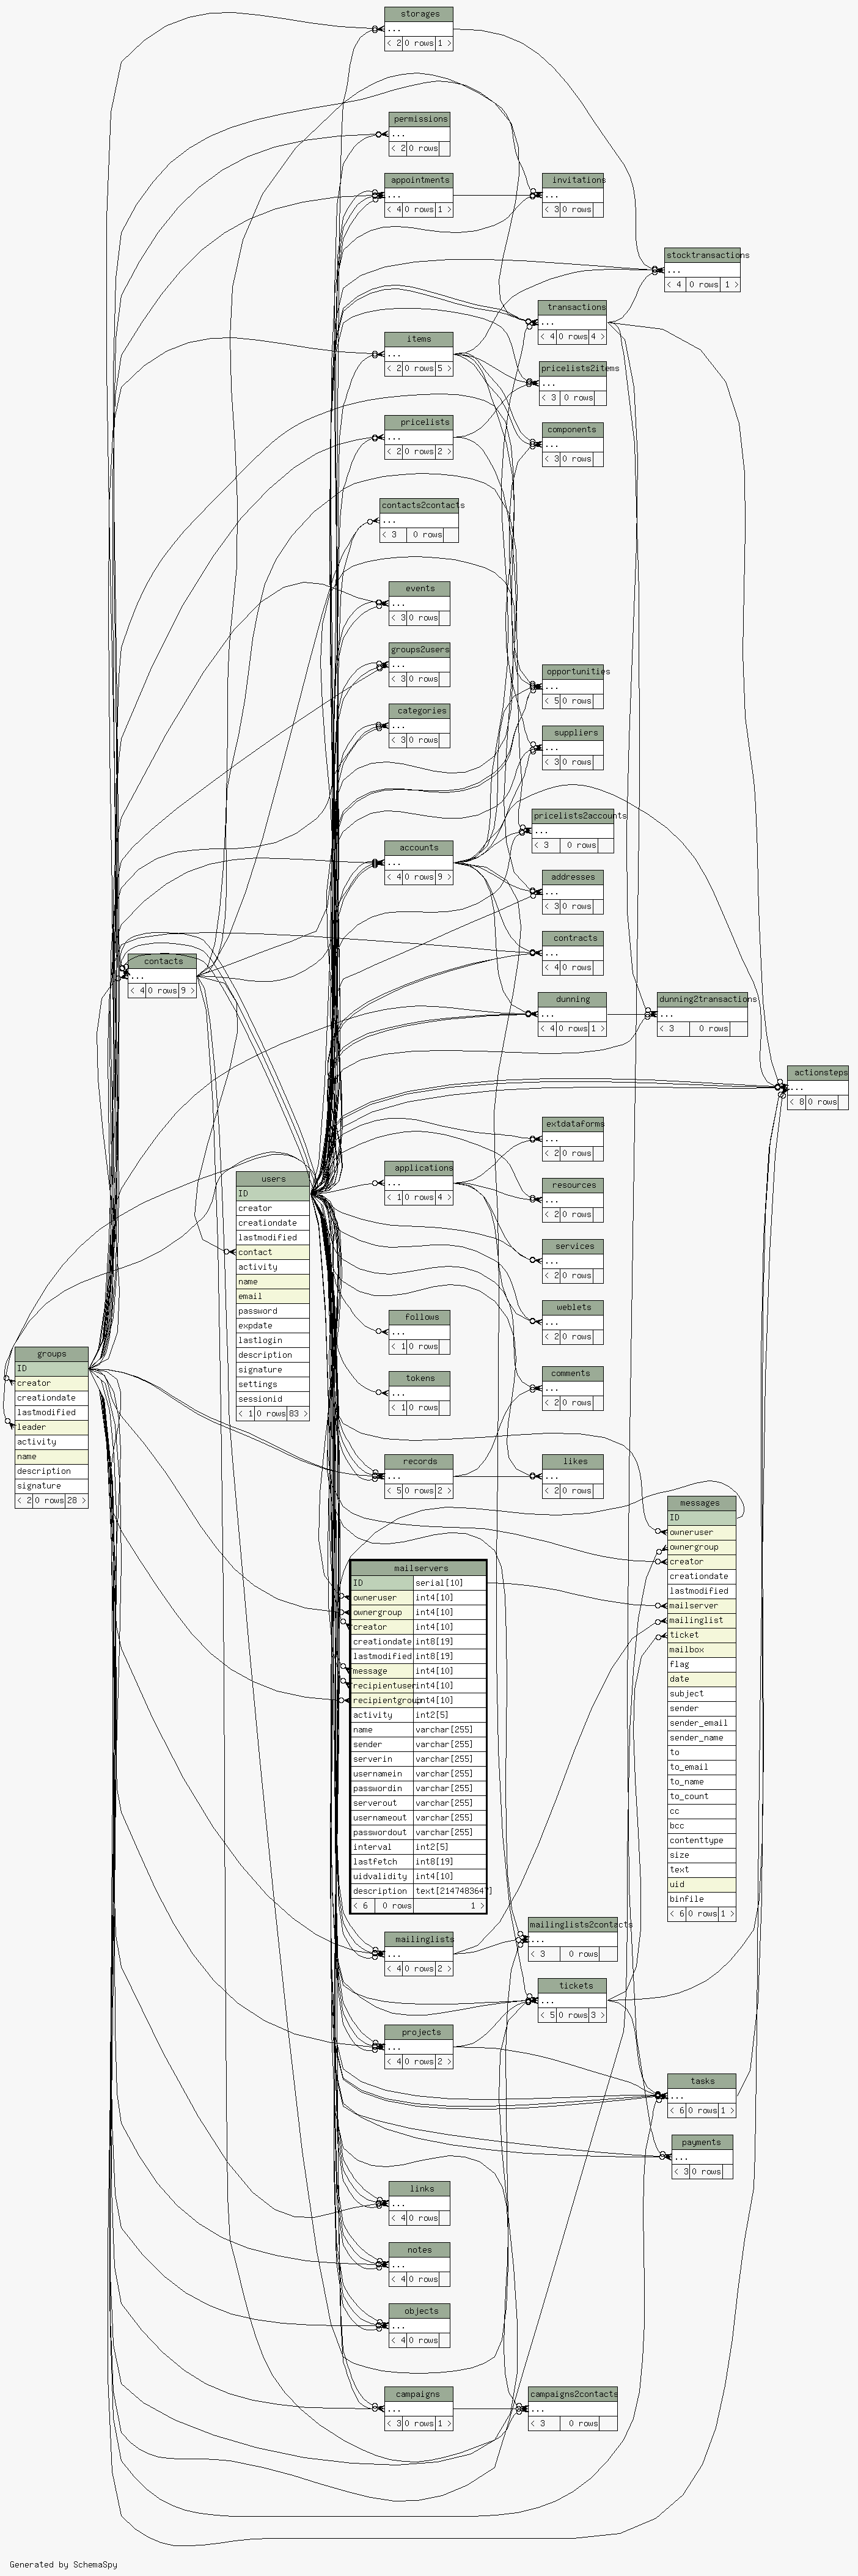 storages
...
< 2 0 rows 1 >
permissions
...
< 2 0 rows
appointments
...
< 4 0 rows 1 >
invitations
...
< 3 0 rows
stocktransactions
...
< 4 0 rows 1 >
transactions
...
< 4 0 rows 4 >
items
...
< 2 0 rows 5 >
pricelists2items
...
< 3 0 rows
pricelists
...
< 2 0 rows 2 >
components
...
< 3 0 rows
contacts2contacts
...
< 3 0 rows
events
...
< 3 0 rows
groups2users
...
< 3 0 rows
opportunities
...
< 5 0 rows
categories
...
< 3 0 rows
suppliers
...
< 3 0 rows
pricelists2accounts
...
< 3 0 rows
accounts
...
< 4 0 rows 9 >
addresses
...
< 3 0 rows
contracts
...
< 4 0 rows
contacts
...
< 4 0 rows 9 >
dunning
...
< 4 0 rows 1 >
dunning2transactions
...
< 3 0 rows
actionsteps
...
< 8 0 rows
extdataforms
...
< 2 0 rows
applications
...
< 1 0 rows 4 >
resources
...
< 2 0 rows
services
...
< 2 0 rows
weblets
...
< 2 0 rows
users
ID
creator
creationdate
lastmodified
contact
activity
name
email
password
expdate
lastlogin
description
signature
settings
sessionid
< 1 0 rows 83 >
follows
...
< 1 0 rows
tokens
...
< 1 0 rows
comments
...
< 2 0 rows
groups
ID
creator
creationdate
lastmodified
leader
activity
name
description
signature
< 2 0 rows 28 >
records
...
< 5 0 rows 2 >
likes
...
< 2 0 rows
messages
ID
owneruser
ownergroup
creator
creationdate
lastmodified
mailserver
mailinglist
ticket
mailbox
flag
date
subject
sender
sender_email
sender_name
to
to_email
to_name
to_count
cc
bcc
contenttype
size
text
uid
binfile
< 6 0 rows 1 >
mailservers
ID serial[10]
owneruser int4[10]
ownergroup int4[10]
creator int4[10]
creationdate int8[19]
lastmodified int8[19]
message int4[10]
recipientuser int4[10]
recipientgroup int4[10]
activity int2[5]
name varchar[255]
sender varchar[255]
serverin varchar[255]
usernamein varchar[255]
passwordin varchar[255]
serverout varchar[255]
usernameout varchar[255]
passwordout varchar[255]
interval int2[5]
lastfetch int8[19]
uidvalidity int4[10]
description text[2147483647]
< 6 0 rows 1 >
mailinglists
...
< 4 0 rows 2 >
mailinglists2contacts
...
< 3 0 rows
tickets
...
< 5 0 rows 3 >
projects
...
< 4 0 rows 2 >
tasks
...
< 6 0 rows 1 >
payments
...
< 3 0 rows
links
...
< 4 0 rows
notes
...
< 4 0 rows
objects
...
< 4 0 rows
campaigns
...
< 3 0 rows 1 >
campaigns2contacts
...
< 3 0 rows
Generated by SchemaSpy